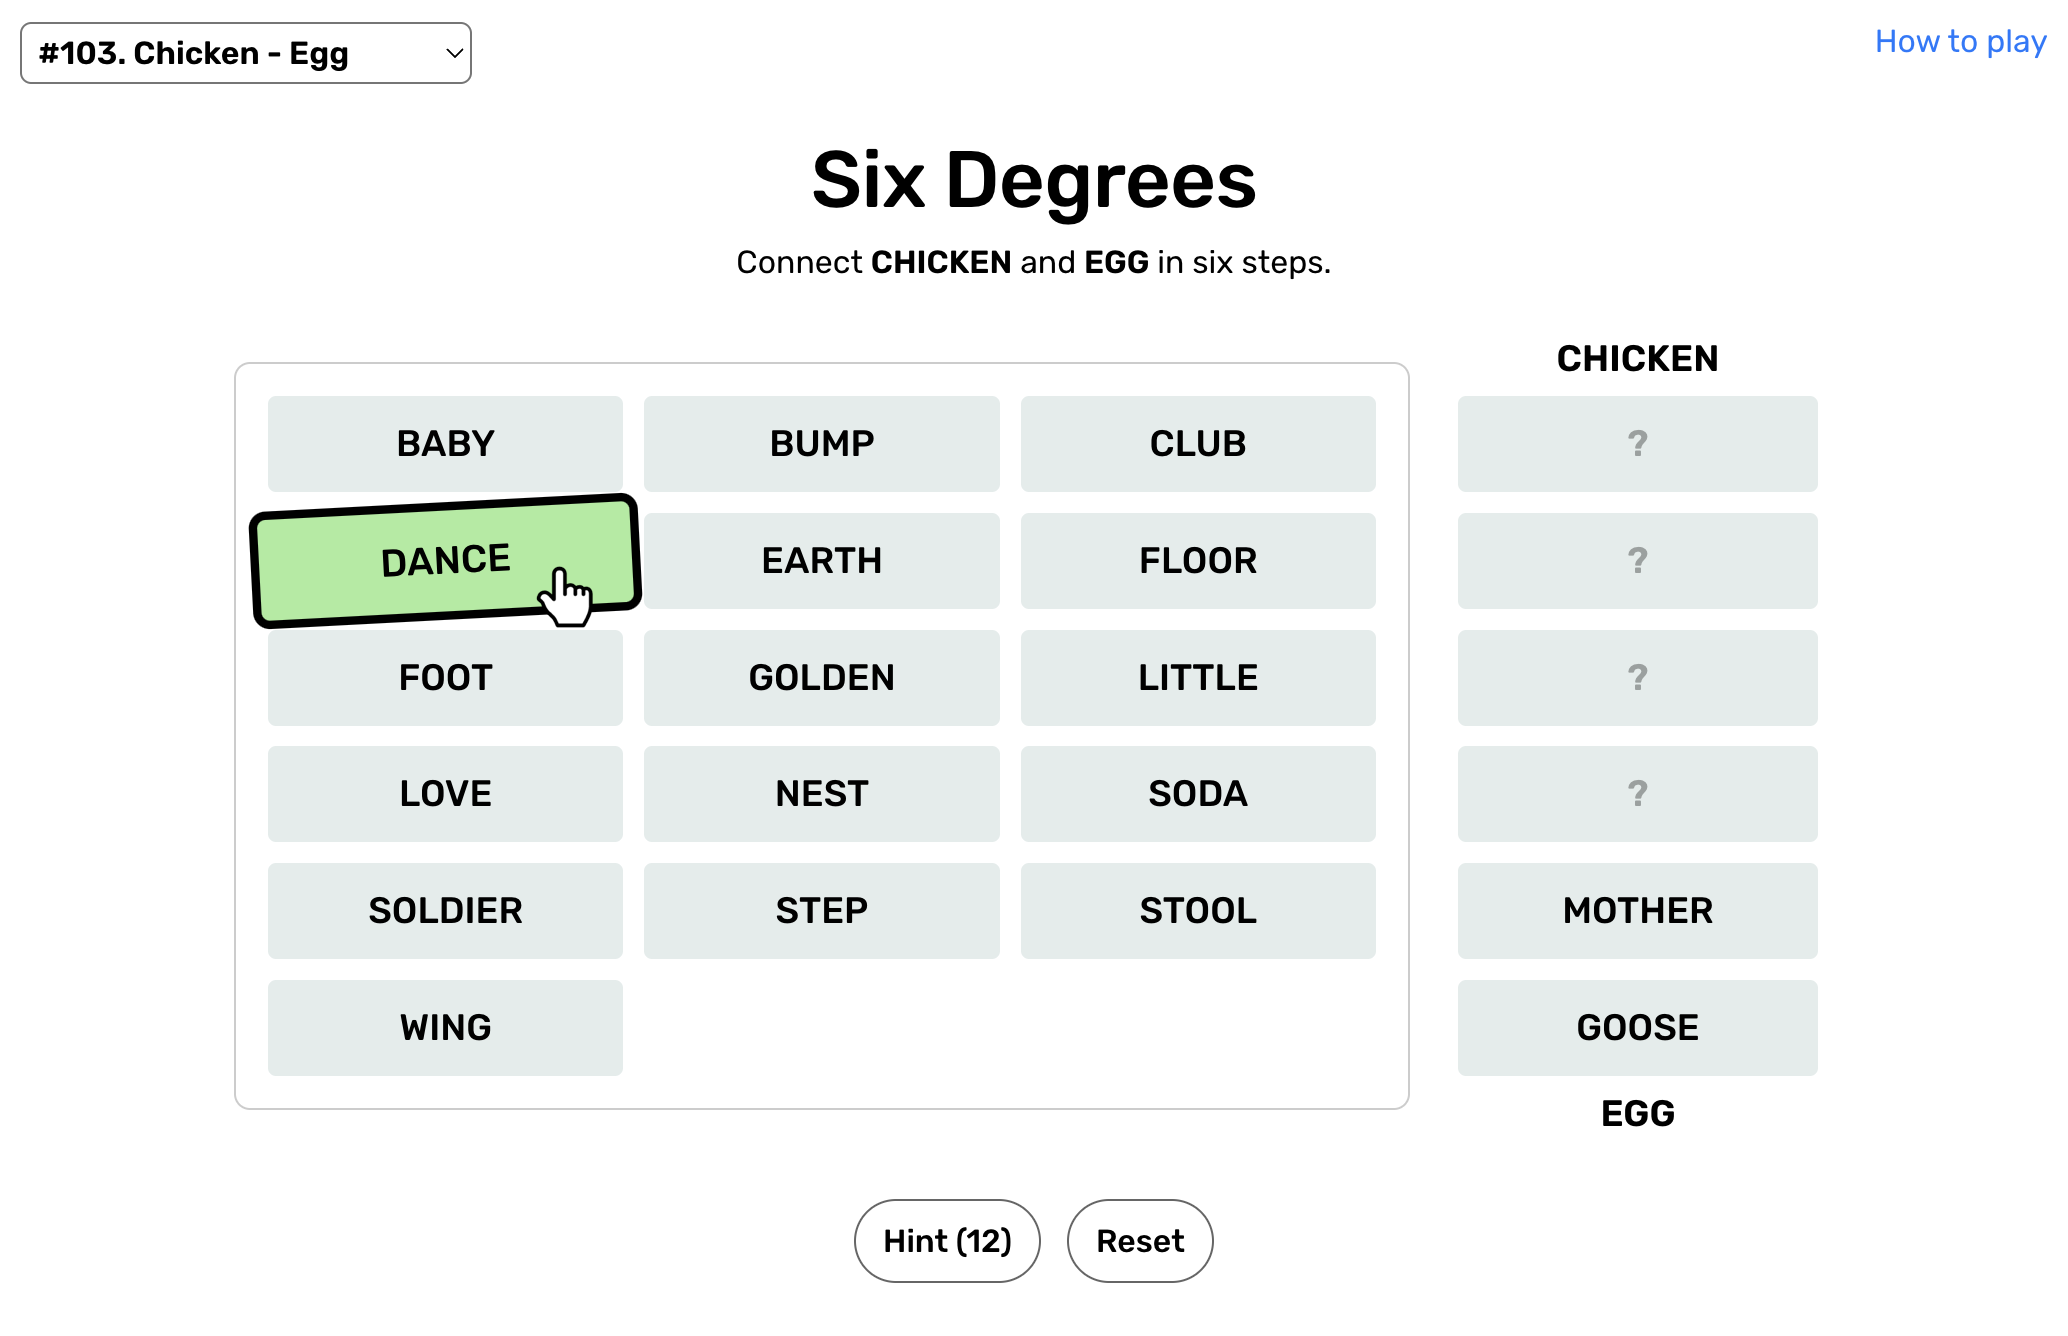 #103. Chicken - Egg
How to play
Six Degrees
Connect CHICKEN and EGG in six steps.
CHICKEN
BABY BUMP CLUB ?
DANCE EARTH FLOOR ?
FOOT GOLDEN LITTLE ?
LOVE NEST SODA ?
SOLDIER STEP STOOL MOTHER
WING GOOSE
EGG
Hint (12) Reset